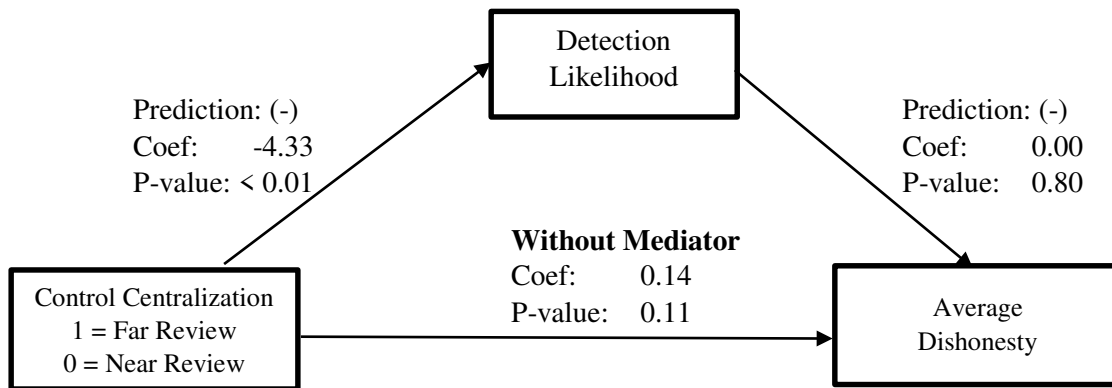 Detection
Likelihood
Prediction: (-)
Coef: -4.33
P-value: < 0.01
Prediction: (-)
Coef: 0.00
P-value: 0.80
Without Mediator
Coef: 0.14
P-value: 0.11
Control Centralization
1 = Far Review
0 = Near Review
Average
Dishonesty